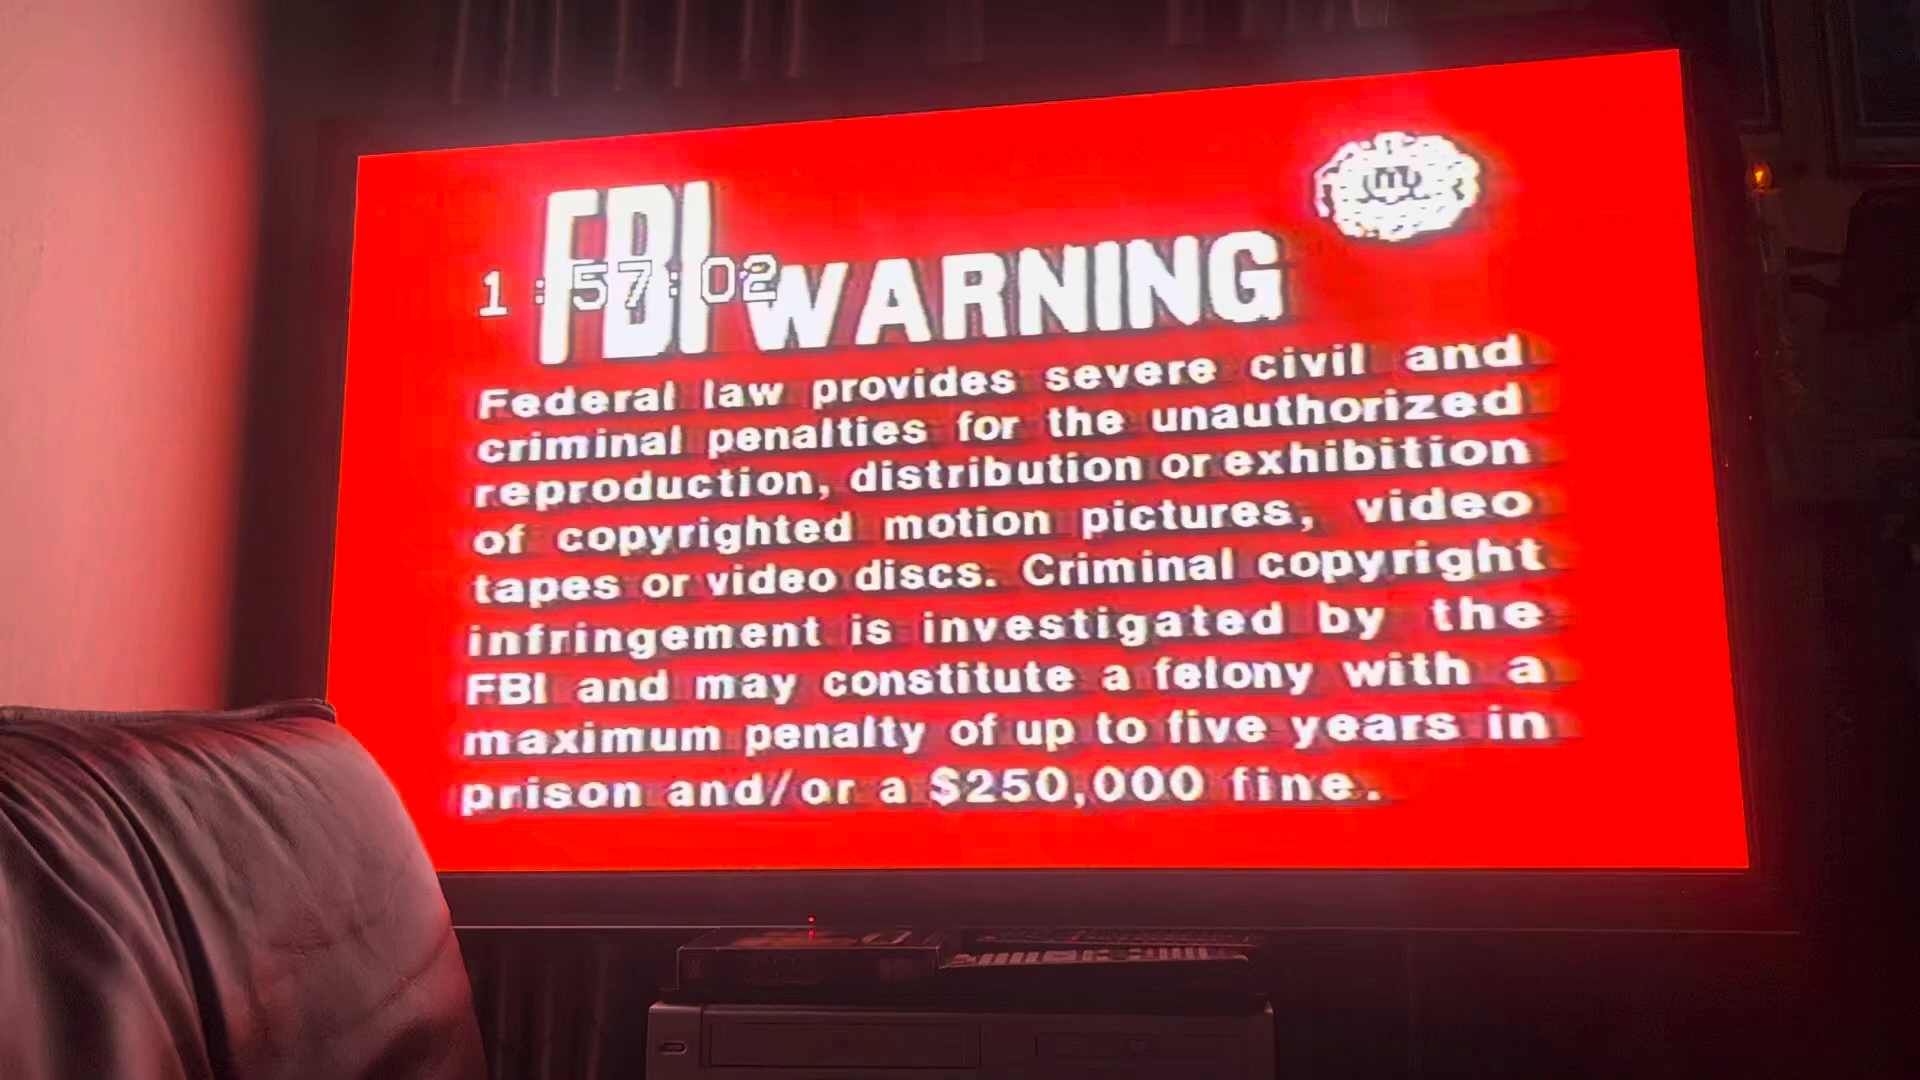 FBI WARNING
1:57:02
Federal law provides severe civil and
criminal penalties for the unauthorized
reproduction, distribution or exhibition
of copyrighted motion pictures, video
tapes or video discs. Criminal copyright
infringement is investigated by the
FBI and may constitute a felony with a
maximum penalty of up to five years in
prison and/or a $250,000 fine.